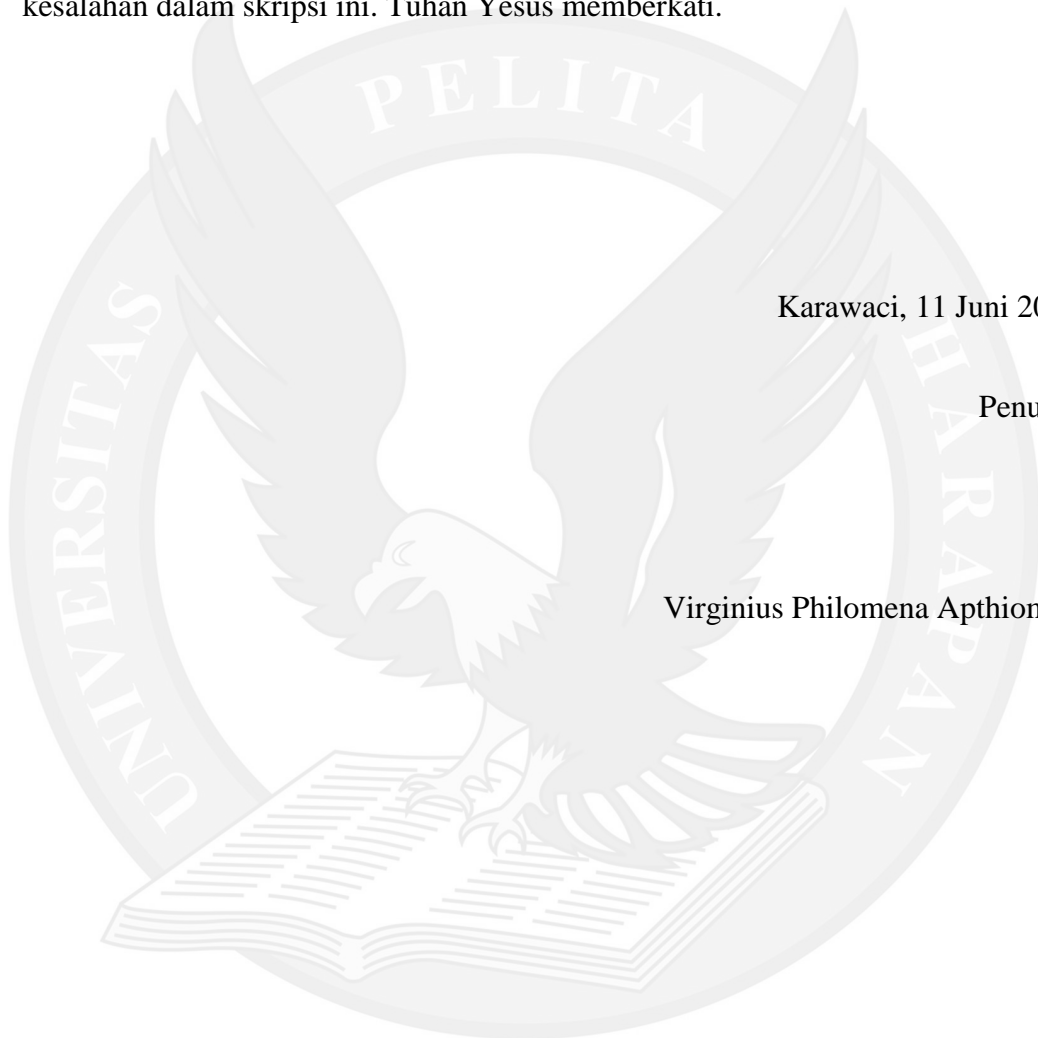 kesalahan dalam skripsi ini. Tuhan Yesus memberkati.
PELITA
Karawaci, 11 Juni 20
Penu
Virginius Philomena Apthion
UNIVERSITAS
HARAPAN